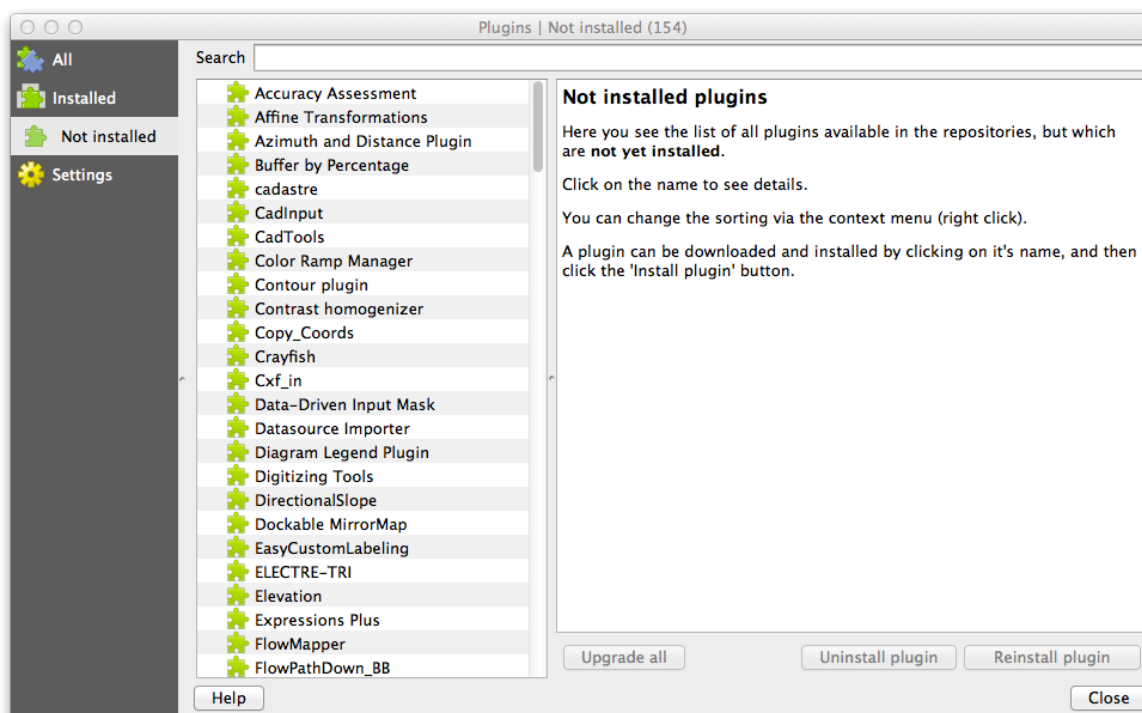 Plugins | Not installed (154)
All
Installed
Not installed
Settings
Search
Accuracy Assessment
Affine Transformations
Azimuth and Distance Plugin
Buffer by Percentage
cadastre
CadInput
CadTools
Color Ramp Manager
Contour plugin
Contrast homogenizer
Copy_Coords
Crayfish
Cxf_in
Data-Driven Input Mask
Datasource Importer
Diagram Legend Plugin
Digitizing Tools
DirectionalSlope
Dockable MirrorMap
EasyCustomLabeling
ELECTRE-TRI
Elevation
Expressions Plus
FlowMapper
FlowPathDown_BB
Not installed plugins
Here you see the list of all plugins available in the repositories, but which
are not yet installed.
Click on the name to see details.
You can change the sorting via the context menu (right click).
A plugin can be downloaded and installed by clicking on it's name, and then
click the 'Install plugin' button.
Upgrade all
Uninstall plugin
Reinstall plugin
Help
Close